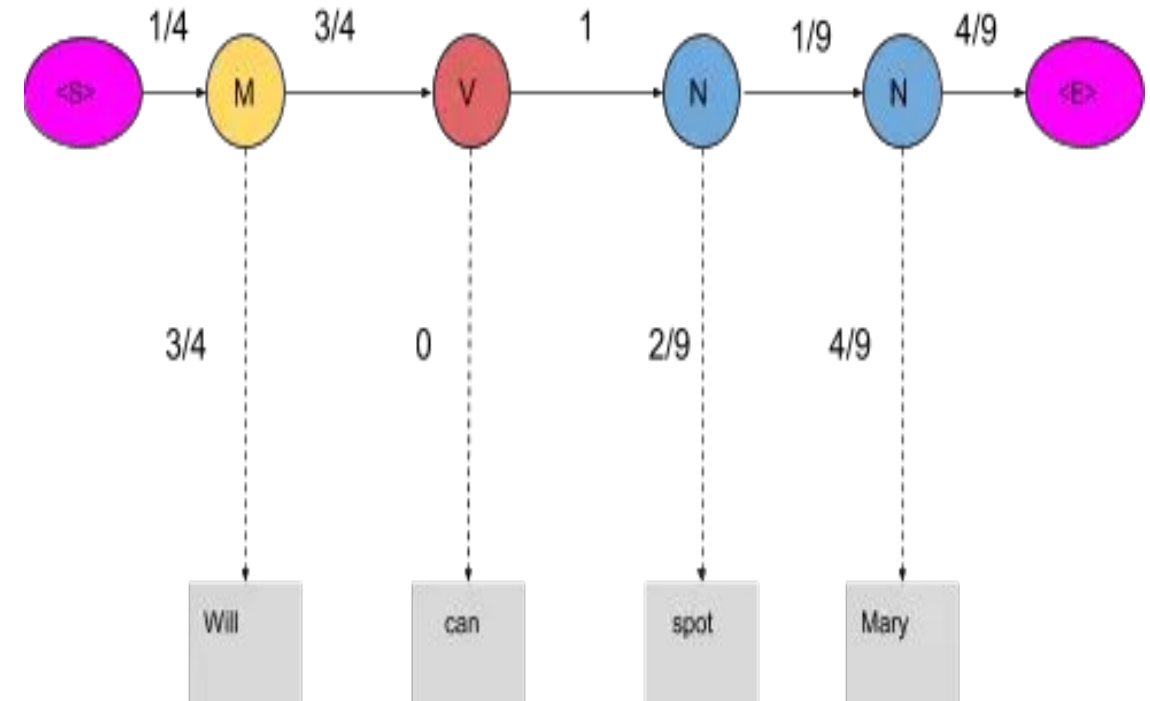 1/4 3/4 1 1/9 4/9
<S> M V N N <E>
3/4 0 2/9 4/9
Will can spot Mary